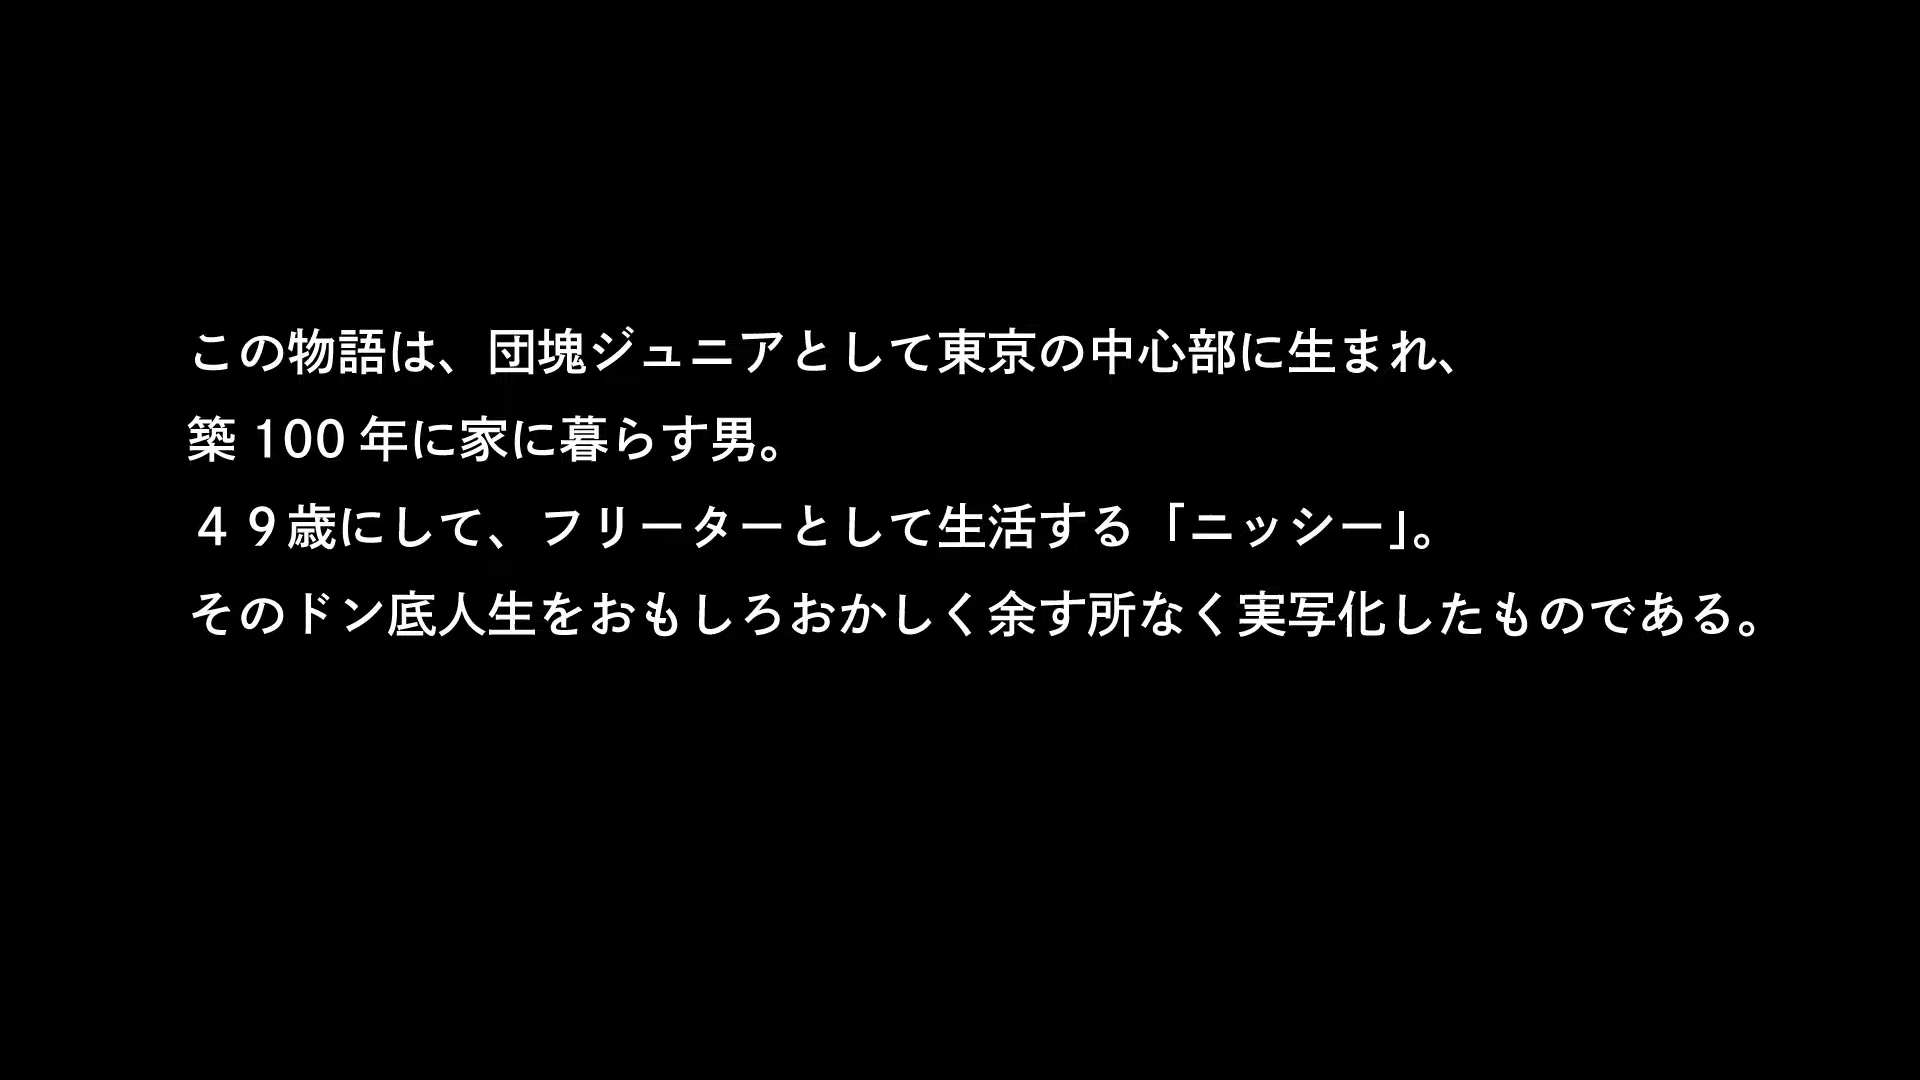 この物語は、団塊ジュニアとして東京の中心部に生まれ、
築 100 年に家に暮らす男。
４９歳にして、フリーターとして生活する「ニッシー」。
そのドン底人生をおもしろおかしく余す所なく実写化したものである。